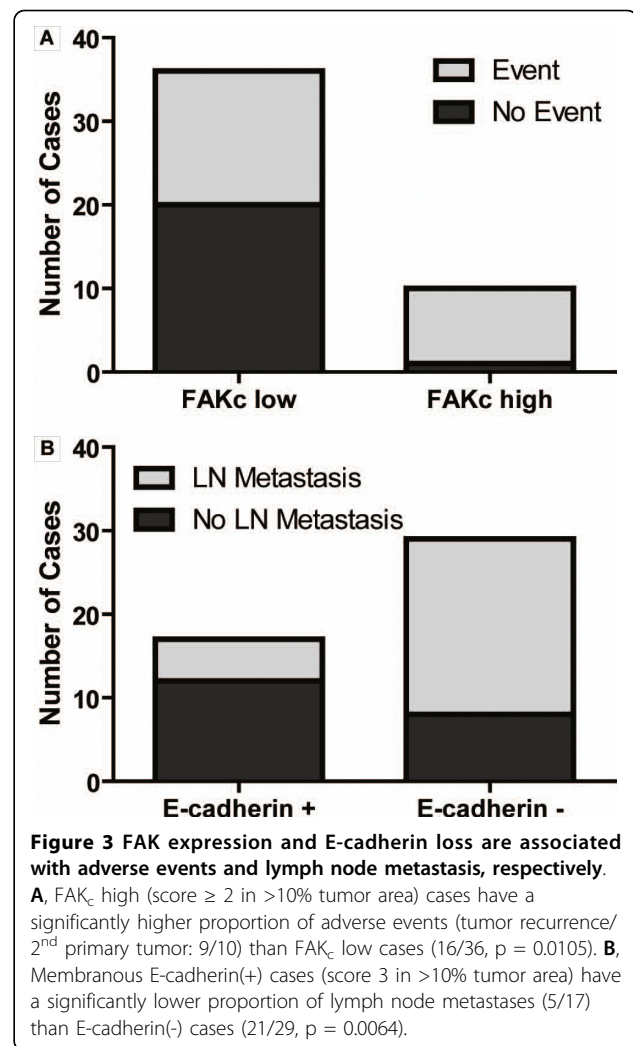 A
40
30
20
10
0
Number of Cases
Event
No Event
FAKc low
FAKc high
B
40
30
20
10
0
Number of Cases
LN Metastasis
No LN Metastasis
E-cadherin +
E-cadherin -
Figure 3 FAK expression and E-cadherin loss are associated
with adverse events and lymph node metastasis, respectively.
A, FAKc high (score ≥ 2 in >10% tumor area) cases have a
significantly higher proportion of adverse events (tumor recurrence/
2nd primary tumor: 9/10) than FAKc low cases (16/36, p = 0.0105). B,
Membranous E-cadherin(+) cases (score 3 in >10% tumor area) have
a significantly lower proportion of lymph node metastases (5/17)
than E-cadherin(-) cases (21/29, p = 0.0064).